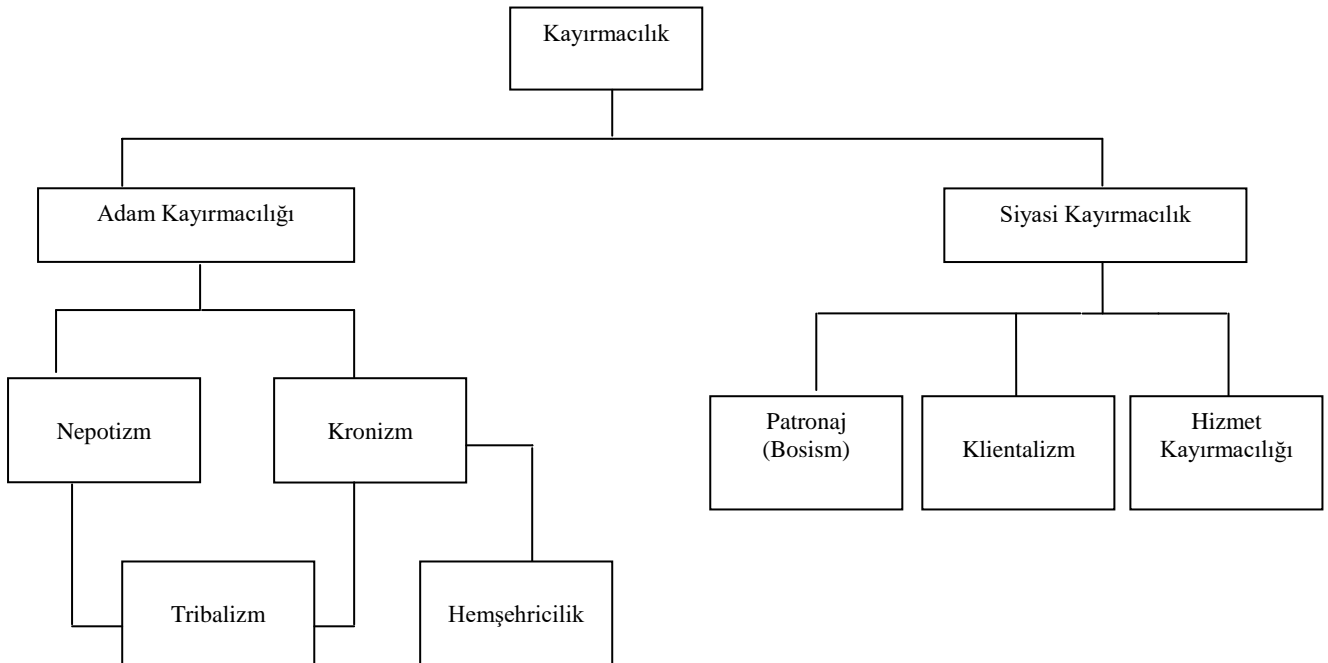 Kayırmacılık
Adam Kayırmacılığı
Siyasi Kayırmacılık
Nepotizm
Kronizm
Patronaj
(Bosism)
Klientalizm
Hizmet
Kayırmacılığı
Tribalizm
Hemşehricilik